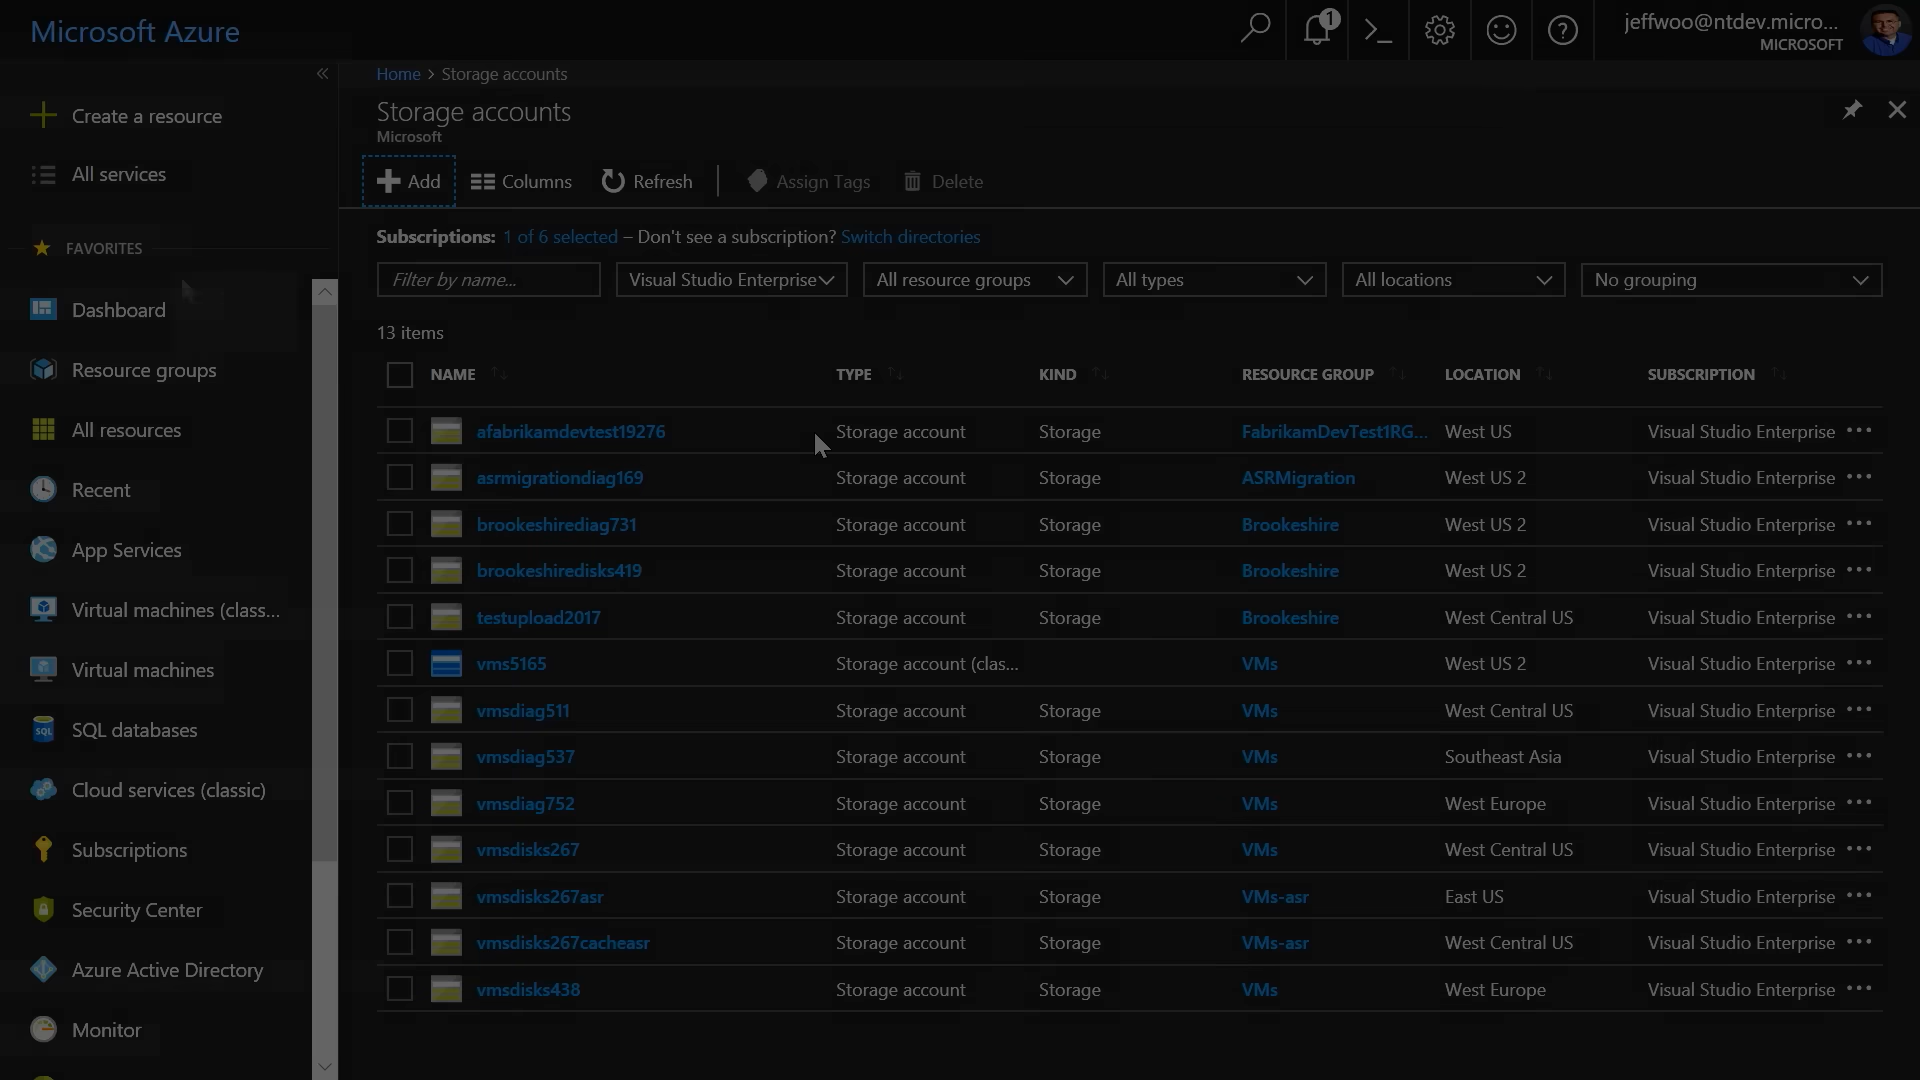 Microsoft Azure
1
jeffwoo@ntdev.micro...
MICROSOFT
Home > Storage accounts
Create a resource
Storage accounts
Microsoft
All services
Add Columns Refresh Assign Tags Delete
FAVORITES
Subscriptions: 1 of 6 selected – Don't see a subscription? Switch directories
Filter by name... Visual Studio Enterprise All resource groups All types All locations No grouping
Dashboard
13 items
Resource groups
NAME TYPE KIND RESOURCE GROUP LOCATION SUBSCRIPTION
All resources
afabrikamdevtest19276 Storage account Storage FabrikamDevTest1RG... West US Visual Studio Enterprise ...
asrmigrationdiag169 Storage account Storage ASRMigration West US 2 Visual Studio Enterprise ...
Recent
brookeshirediag731 Storage account Storage Brookeshire West US 2 Visual Studio Enterprise ...
App Services
brookeshiredisks419 Storage account Storage Brookeshire West US 2 Visual Studio Enterprise ...
Virtual machines (class...
testupload2017 Storage account Storage Brookeshire West Central US Visual Studio Enterprise ...
vms5165 Storage account (clas... VMs West US 2 Visual Studio Enterprise ...
Virtual machines
vmsdiag511 Storage account Storage VMs West Central US Visual Studio Enterprise ...
SQL
SQL databases
vmsdiag537 Storage account Storage VMs Southeast Asia Visual Studio Enterprise ...
Cloud services (classic)
vmsdiag752 Storage account Storage VMs West Europe Visual Studio Enterprise ...
Subscriptions
vmsdisks267 Storage account Storage VMs West Central US Visual Studio Enterprise ...
vmsdisks267asr Storage account Storage VMs-asr East US Visual Studio Enterprise ...
Security Center
vmsdisks267cacheasr Storage account Storage VMs-asr West Central US Visual Studio Enterprise ...
Azure Active Directory
vmsdisks438 Storage account Storage VMs West Europe Visual Studio Enterprise ...
Monitor